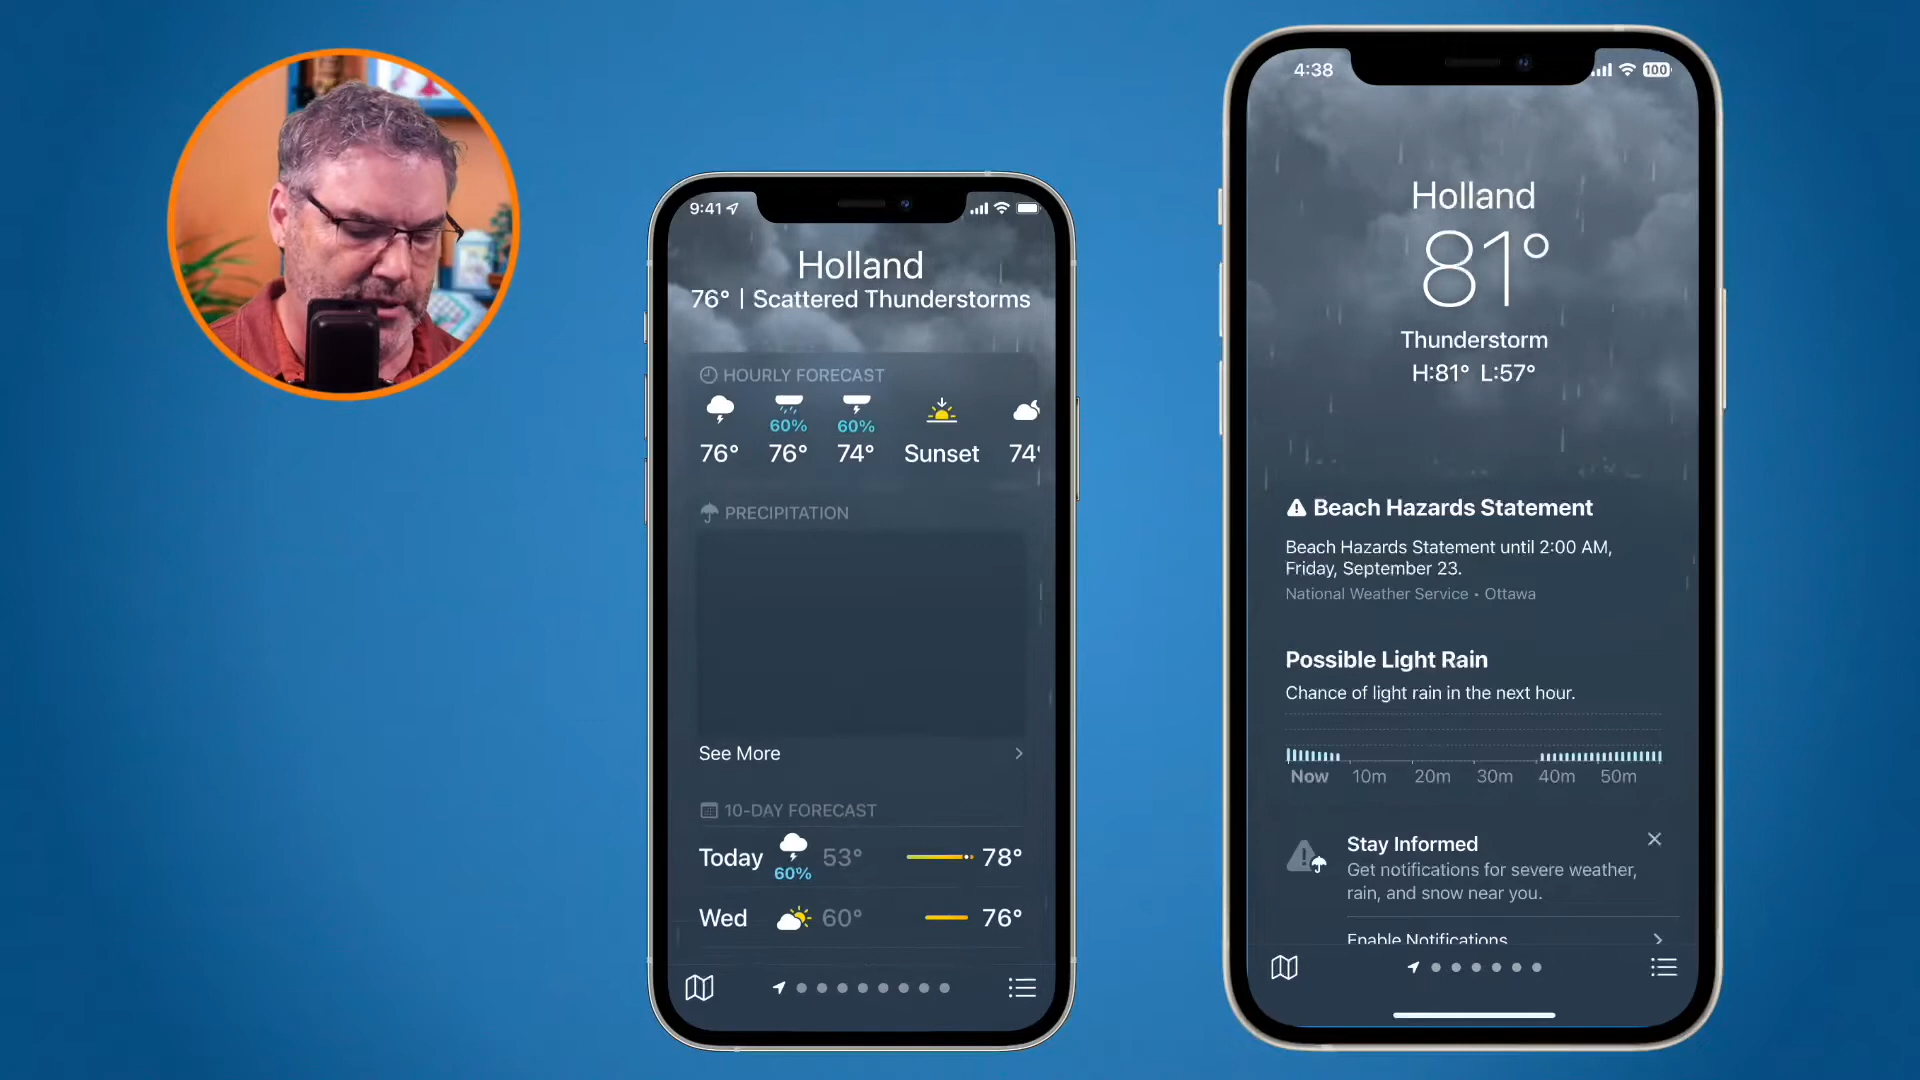 9:41
Holland
76° | Scattered Thunderstorms
HOURLY FORECAST
60% 60%
76° 76° 74° Sunset 74°
PRECIPITATION
See More
10-DAY FORECAST
Today 53° 78°
60%
Wed 60° 76°
4:38 100
Holland
81°
Thunderstorm
H:81° L:57°
Beach Hazards Statement
Beach Hazards Statement until 2:00 AM,
Friday, September 23.
National Weather Service • Ottawa
Possible Light Rain
Chance of light rain in the next hour.
Now 10m 20m 30m 40m 50m
Stay Informed
Get notifications for severe weather,
rain, and snow near you.
Enable Notifications